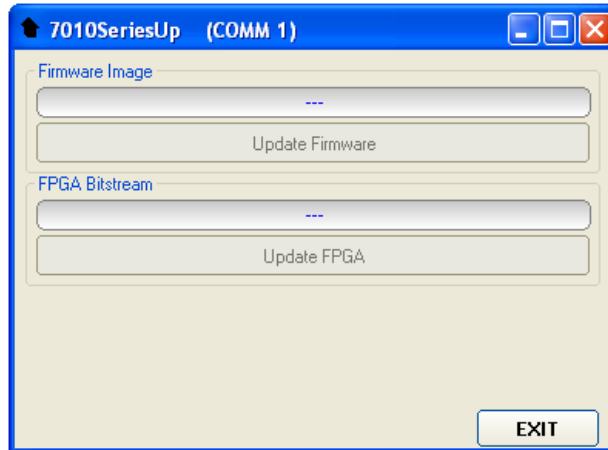 7010SeriesUp (COMM 1)
Firmware Image
---
Update Firmware
FPGA Bitstream
---
Update FPGA
EXIT